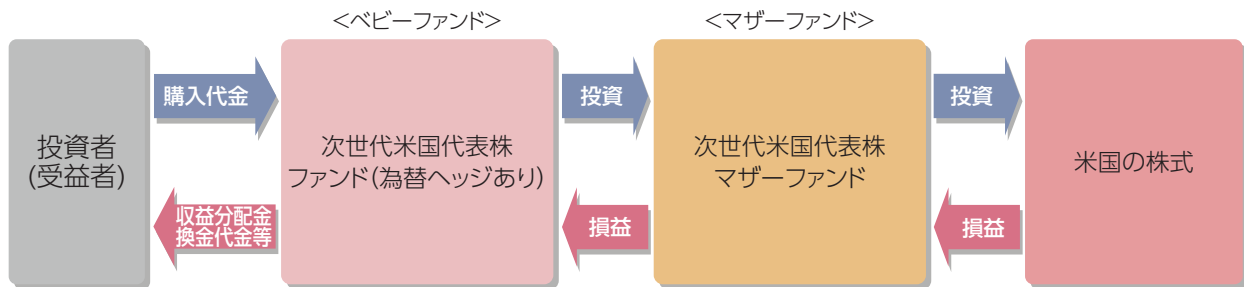 <ベビーファンド>
<マザーファンド>
投資者
(受益者)
購入代金
収益分配金
換金代金等
次世代米国代表株
ファンド(為替ヘッジあり)
投資
損益
次世代米国代表株
マザーファンド
投資
損益
米国の株式